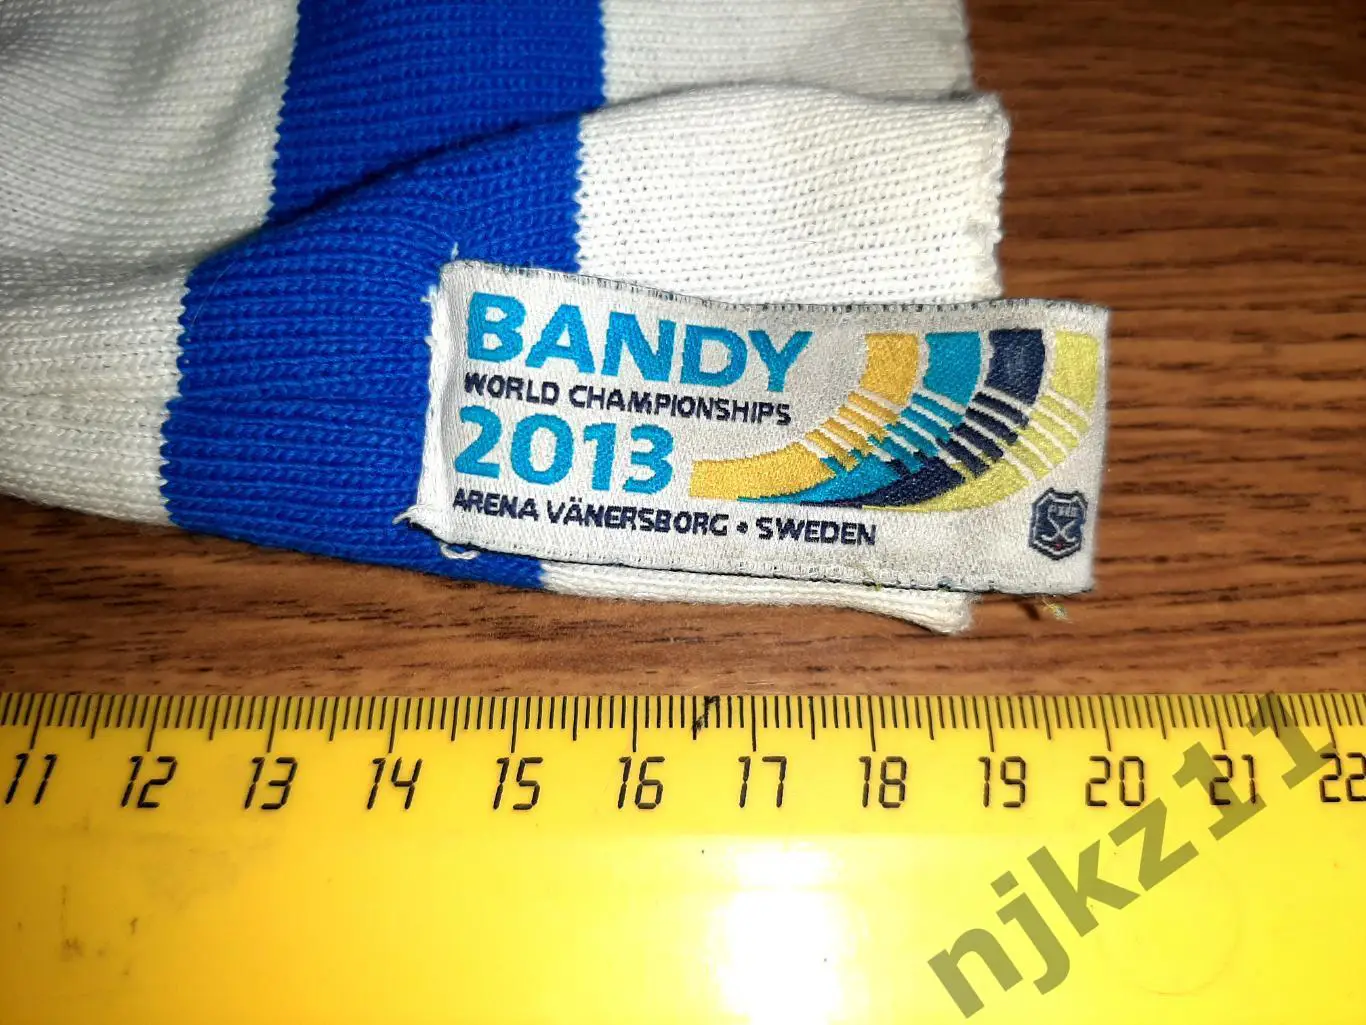 BANDY
WORLD CHAMPIONSHIPS
2013
ARENA VÄNERSBORG • SWEDEN
11 12 13 14 15 16 17 18 19 20 21 22
njkz11